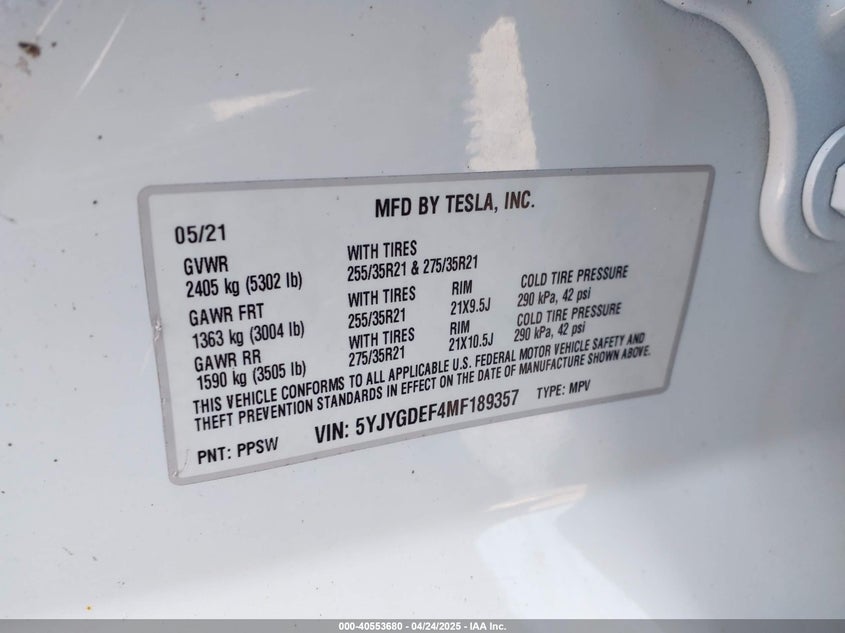 MFD BY TESLA, INC.
05/21
GVWR
2405 kg (5302 lb)
WITH TIRES
255/35R21 & 275/35R21
GAWR FRT
1363 kg (3004 lb)
WITH TIRES
255/35R21
RIM
21X9.5J
COLD TIRE PRESSURE
290 kPa, 42 psi
GAWR RR
1590 kg (3505 lb)
WITH TIRES
275/35R21
RIM
21X10.5J
COLD TIRE PRESSURE
290 kPa, 42 psi
THIS VEHICLE CONFORMS TO ALL APPLICABLE U.S. FEDERAL MOTOR VEHICLE SAFETY AND
THEFT PREVENTION STANDARDS IN EFFECT ON THE DATE OF MANUFACTURE SHOWN ABOVE.
PNT: PPSW VIN: 5YJYGDEF4MF189357 TYPE: MPV
000-40553680 - 04/24/2025 - IAA Inc.